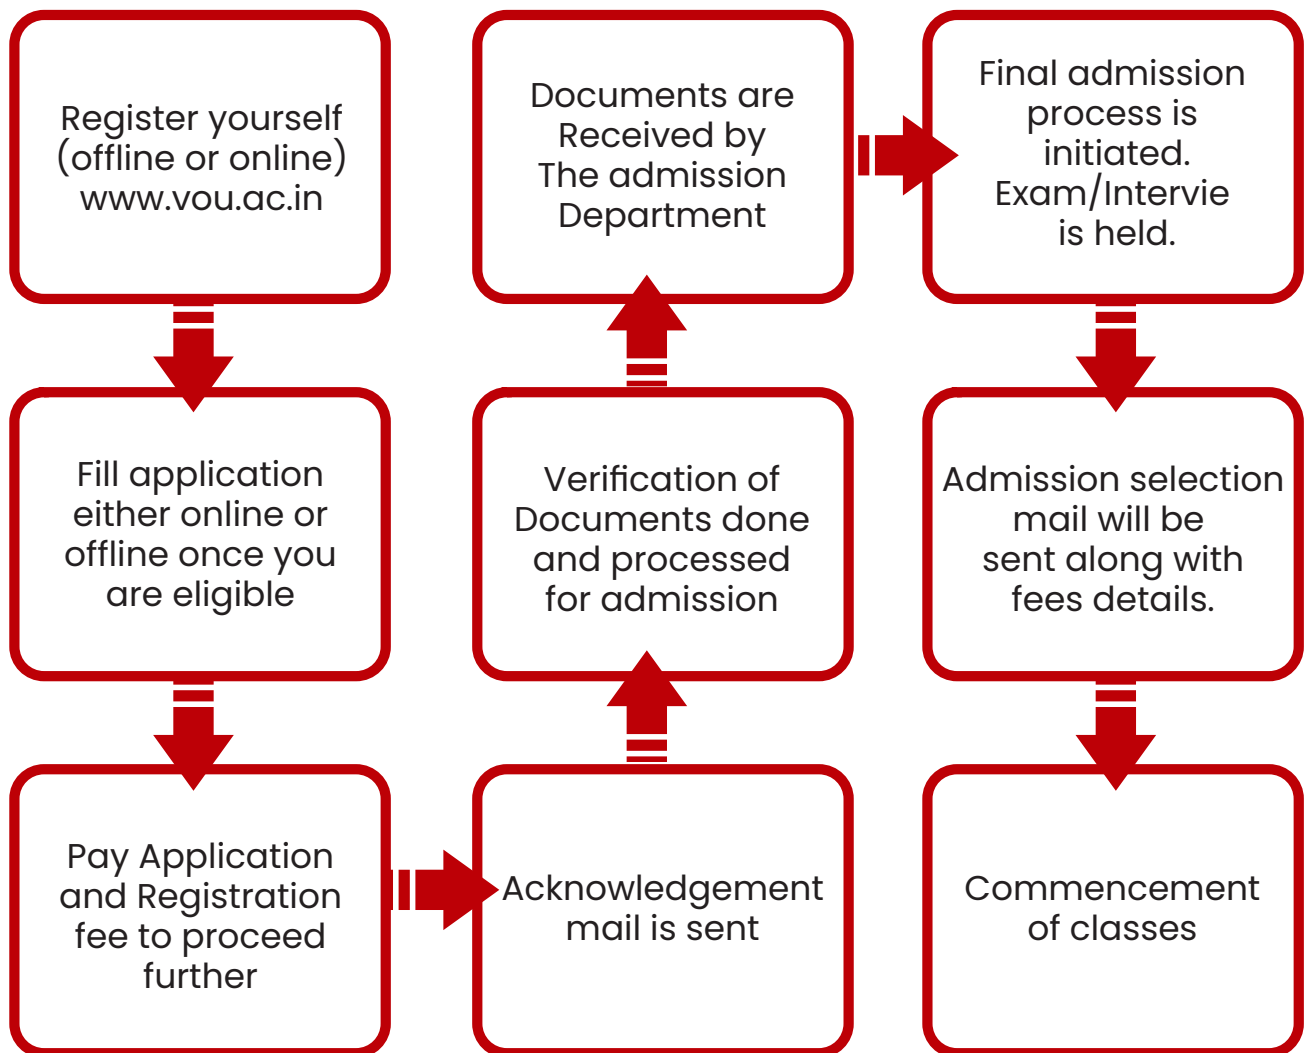 Register yourself
(offline or online)
www.vou.ac.in
Fill application
either online or
offline once you
are eligible
Pay Application
and Registration
fee to proceed
further
Acknowledgement
mail is sent
Verification of
Documents done
and processed
for admission
Documents are
Received by
The admission
Department
Final admission
process is
initiated.
Exam/Intervie
is held.
Admission selection
mail will be
sent along with
fees details.
Commencement
of classes